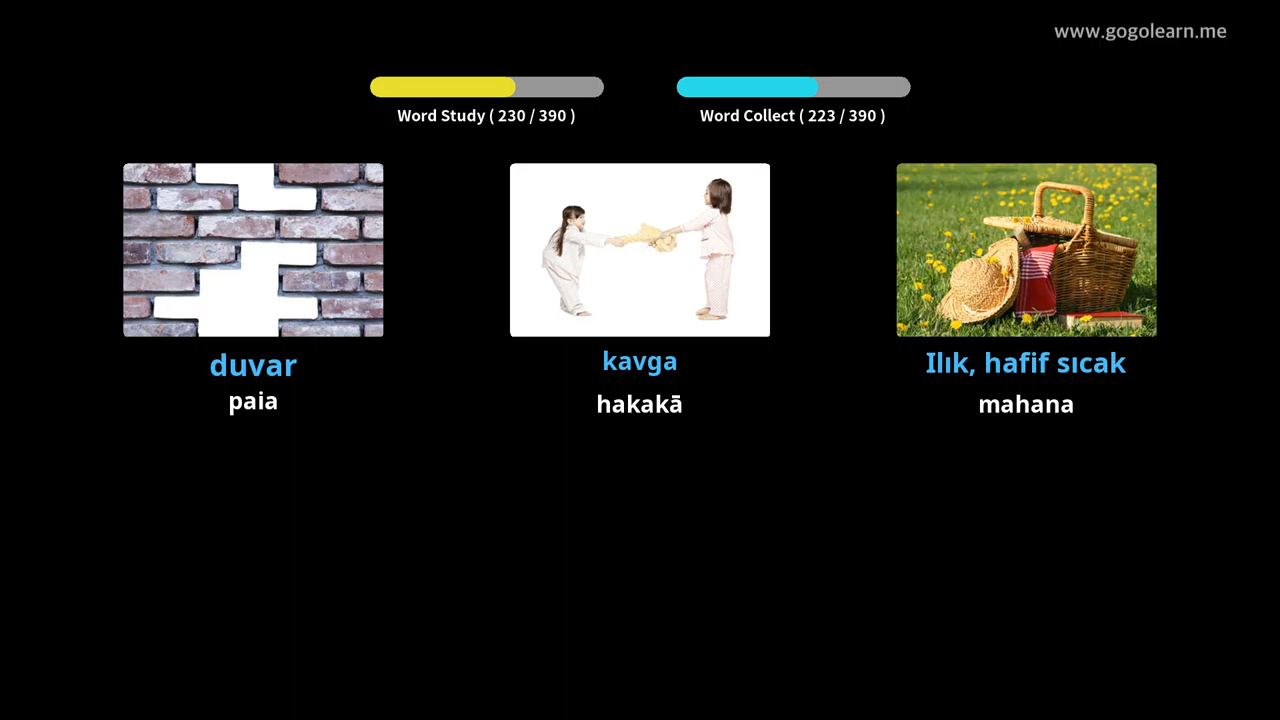 www.gogolearn.me
Word Study ( 230 / 390 )
Word Collect ( 223 / 390 )
duvar
paia
kavga
hakakā
Ilık, hafif sıcak
mahana